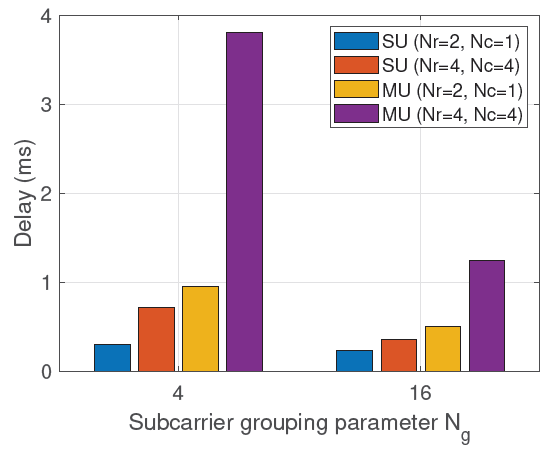 4
3
2
1
0
Delay (ms)
SU (Nr=2, Nc=1)
SU (Nr=4, Nc=4)
MU (Nr=2, Nc=1)
MU (Nr=4, Nc=4)
4
16
Subcarrier grouping parameter N_g